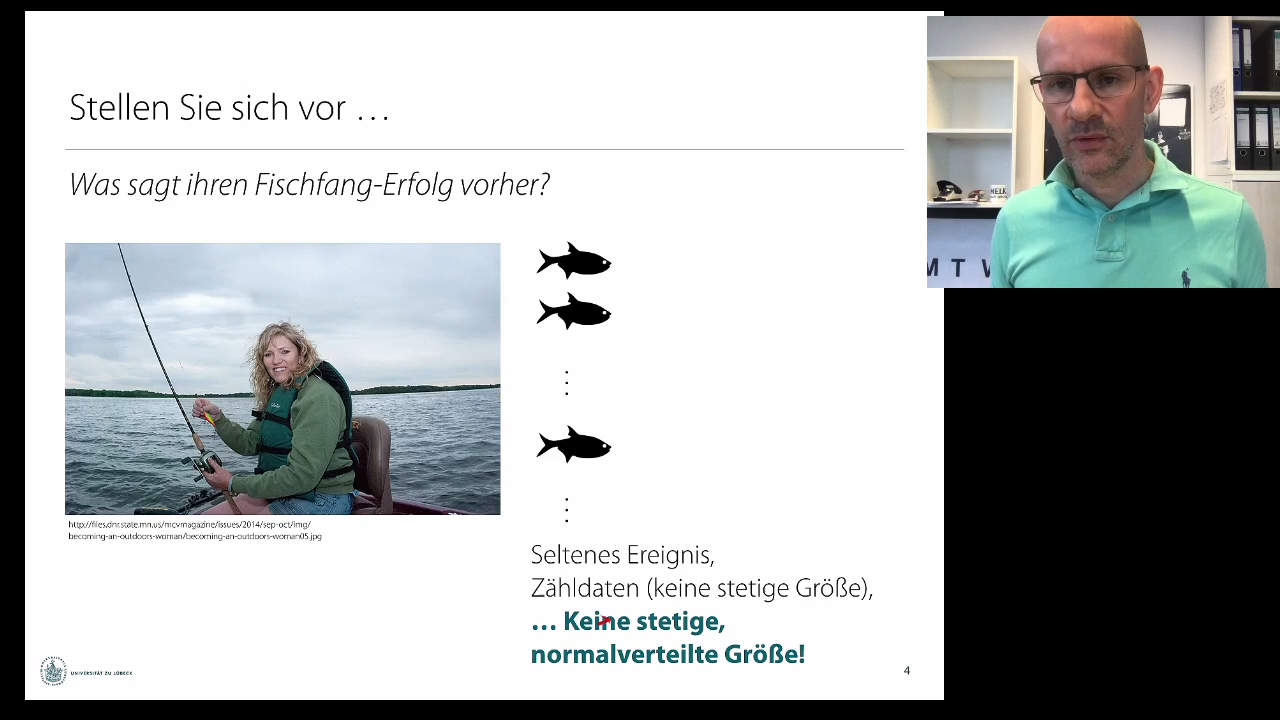 Stellen Sie sich vor …
Was sagt ihren Fischfang-Erfolg vorher?
http://files.dnr.state.mn.us/mcvmagazine/issues/2014/sep-oct/img/
becoming-an-outdoors-woman/becoming-an-outdoors-woman05.jpg
Seltenes Ereignis,
Zähldaten (keine stetige Größe),
… Keine stetige,
normalverteilte Größe!
UNIVERSITÄT ZU LÜBECK
4
M T